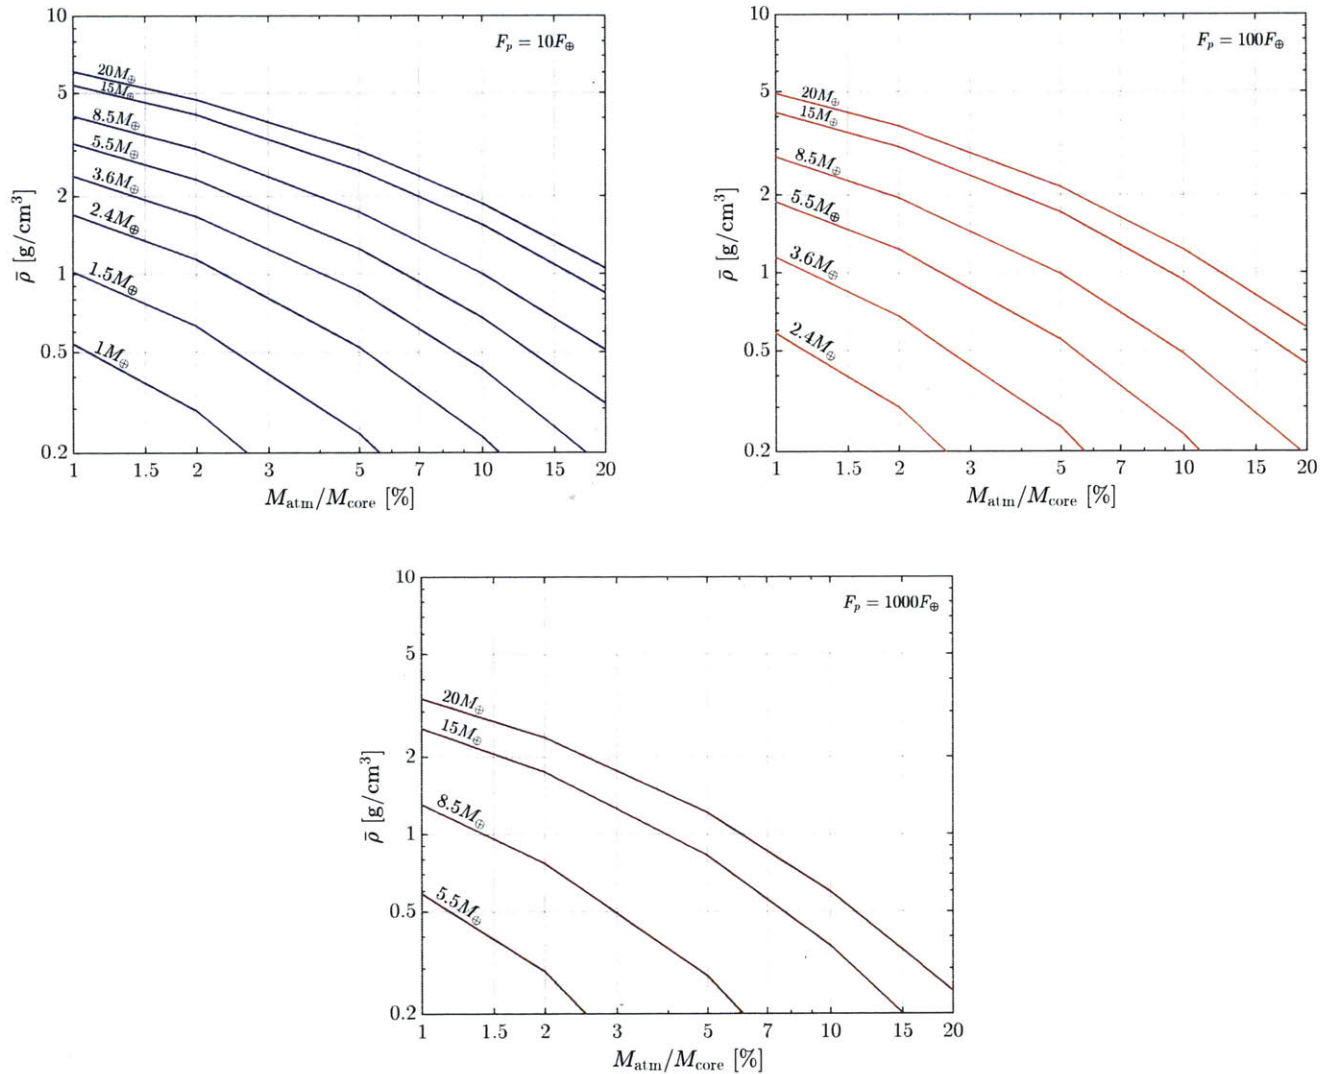 F_p = 10F_⊕
10
5
2
1
0.5
0.2
ρ̄ [g/cm³]
20M_⊕
15M_⊕
8.5M_⊕
5.5M_⊕
3.6M_⊕
2.4M_⊕
1.5M_⊕
1M_⊕
1 1.5 2 3 5 7 10 15 20
M_atm/M_core [%]
F_p = 100F_⊕
10
5
2
1
0.5
0.2
ρ̄ [g/cm³]
20M_⊕
15M_⊕
8.5M_⊕
5.5M_⊕
3.6M_⊕
2.4M_⊕
1 1.5 2 3 5 7 10 15 20
M_atm/M_core [%]
F_p = 1000F_⊕
10
5
2
1
0.5
0.2
ρ̄ [g/cm³]
20M_⊕
15M_⊕
8.5M_⊕
5.5M_⊕
1 1.5 2 3 5 7 10 15 20
M_atm/M_core [%]